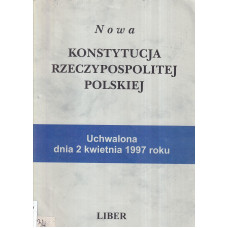 Nowa
KONSTYTUCJA
RZECZYPOSPOLITEJ
POLSKIEJ
Uchwalona
dnia 2 kwietnia 1997 roku
LIBER